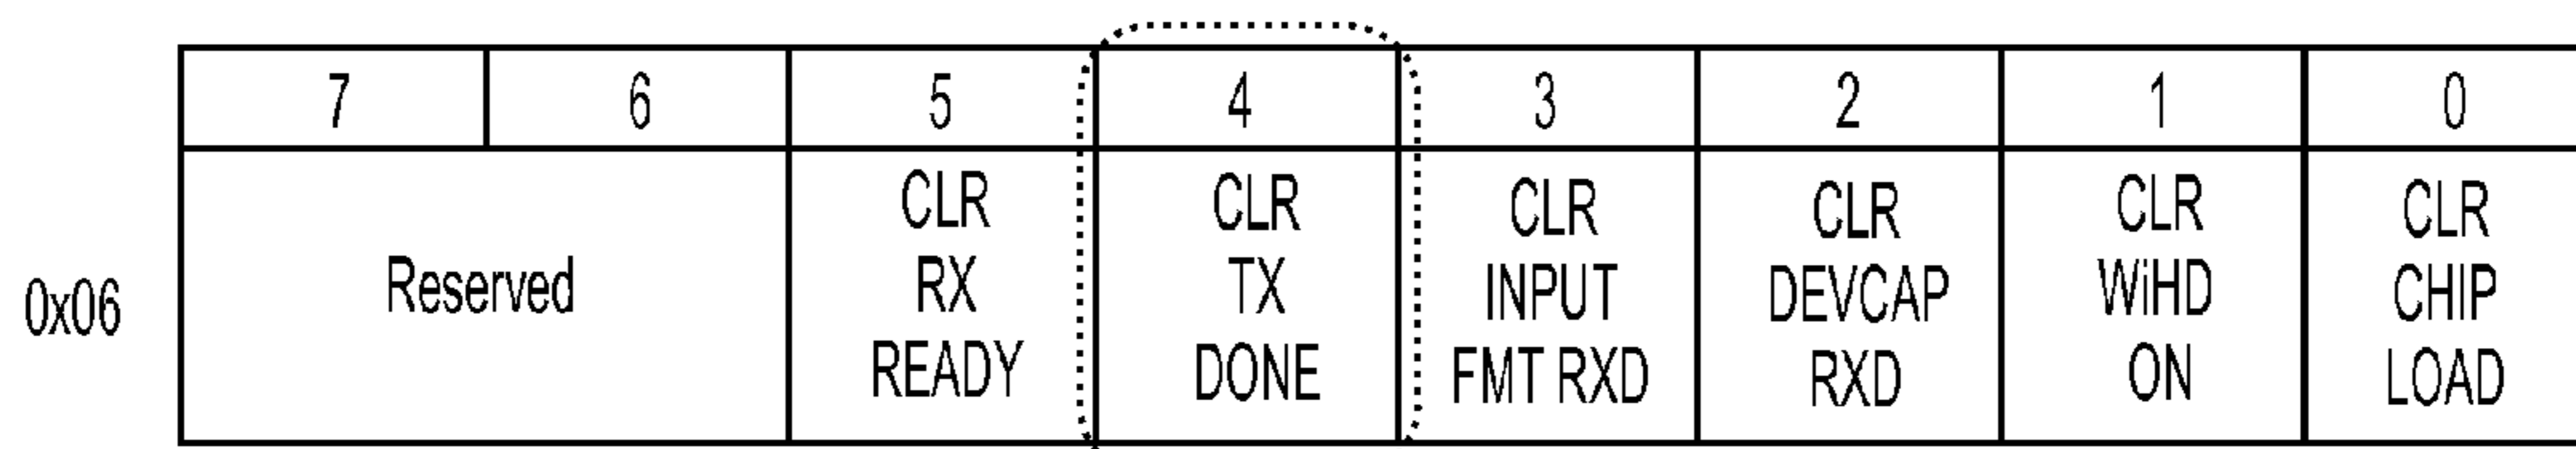 7 6 5 4 3 2 1 0
0x06
Reserved
CLR
RX
READY
CLR
TX
DONE
CLR
INPUT
FMT RXD
CLR
DEVCAP
RXD
CLR
WiHD
ON
CLR
CHIP
LOAD